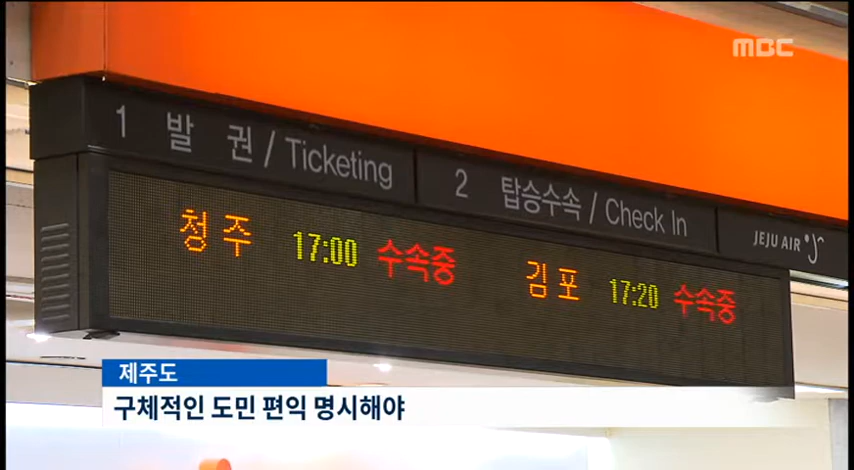 MBC
1 발 권 / Ticketing
2 탑승수속 / Check In
JEJU AIR
청주 17:00 수속중
김포 17:20 수속중
제주도
구체적인 도민 편익 명시해야